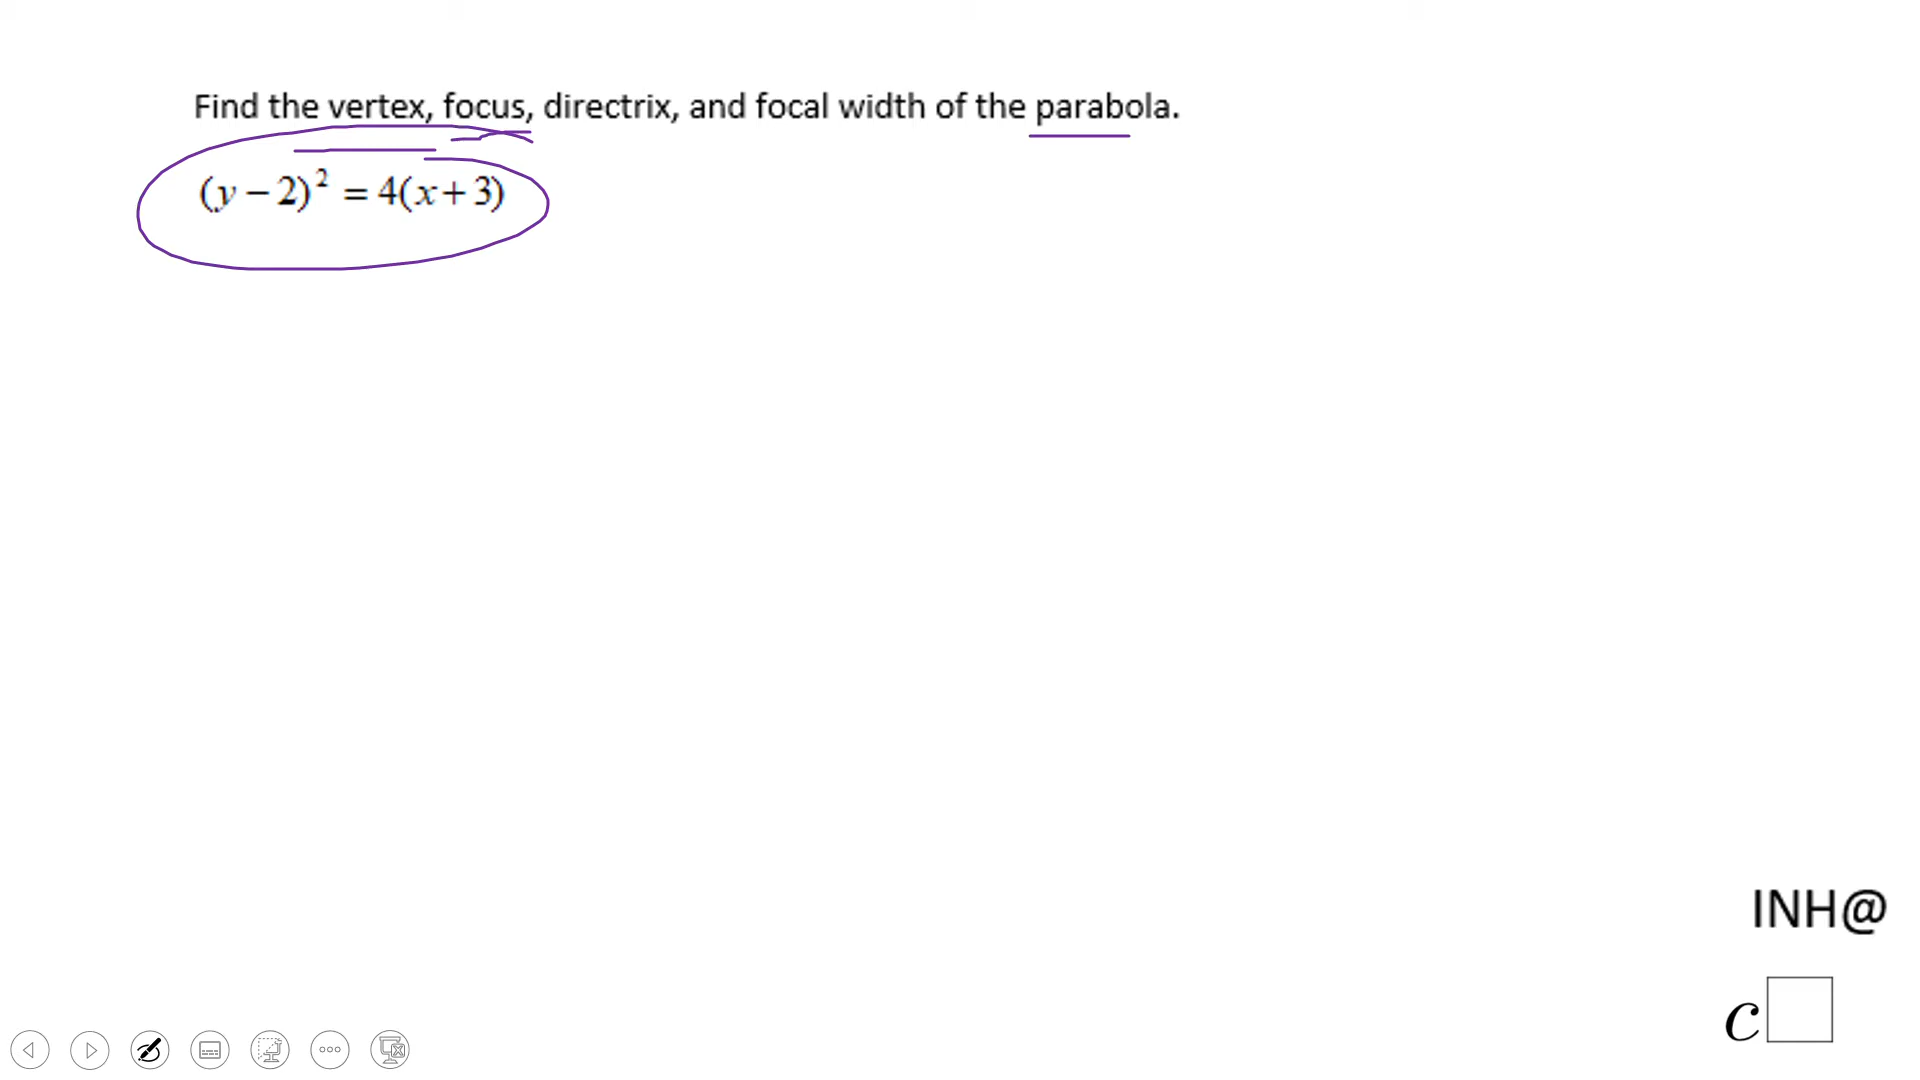 Find the vertex, focus, directrix, and focal width of the parabola.
(y − 2)² = 4(x + 3)
INH@
c□